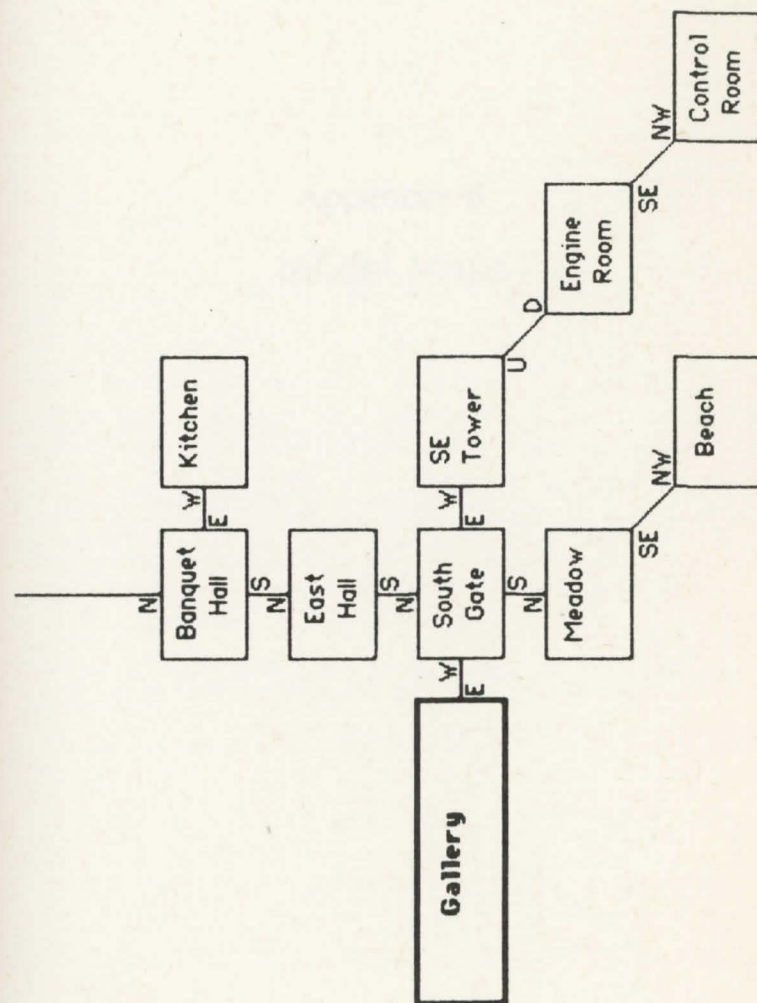 Control
Room
NW
SE
Engine
Room
D
U
Kitchen
W
E
N
Banquet
Hall
S
N
East
Hall
S
N
SE
Tower
W
E
South
Gate
S
N
Meadow
SE
NW
Beach
W
E
Gallery